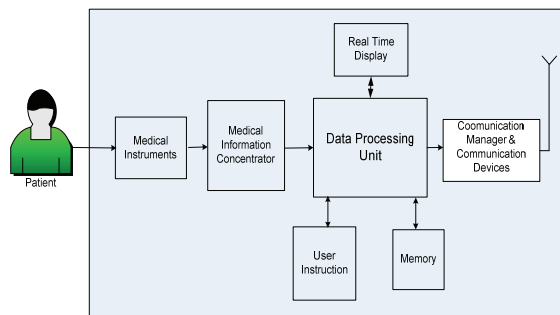 Real Time
Display
Patient
Medical
Instruments
Medical
Information
Concentrator
Data Processing
Unit
Coomunication
Manager &
Communication
Devices
User
Instruction
Memory